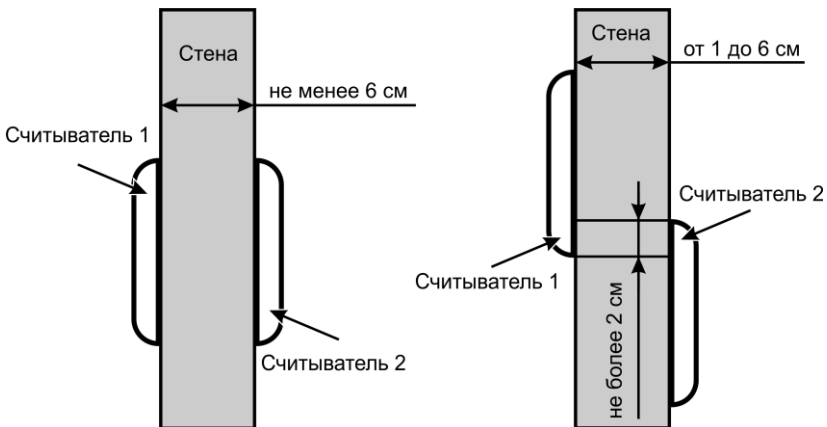 Стена
не менее 6 см
Считыватель 1
Считыватель 2
Стена
от 1 до 6 см
Считыватель 2
Считыватель 1
не более 2 см